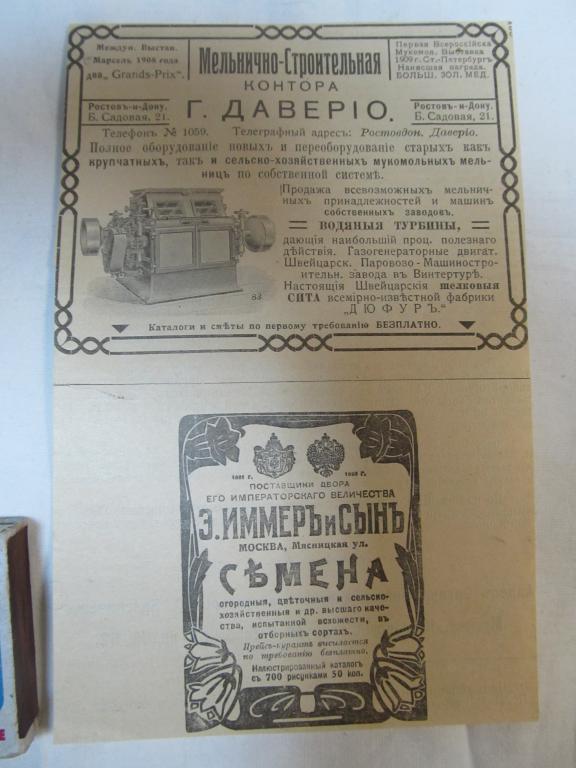 Междун. Выстав.
Марсель 1908 года
два „Grands-Prix“.
Мельнично-Строительная
КОНТОРА
Г. ДАВЕРІО.
Первая Всероссійска
Мукомол. Выставка
1909 г. Ст.-Петербургъ
Наивысшая награда.
БОЛЬШ. ЗОЛ. МЕД.
Ростовъ-н-Дону.
Б. Садовая, 21.
Ростовъ-н-Дону.
Б. Садовая, 21.
Телефонъ № 1059. Телеграфный адресъ: Ростовдон. Даверіо.
Полное оборудованіе новыхъ и переоборудованіе старыхъ какъ
крупчатныхъ, такъ и сельско-хозяйственныхъ мукомольныхъ мель-
ницъ по собственной системѣ.
Продажа всевозможныхъ мельнич-
ныхъ принадлежностей и машинъ
собственныхъ заводовъ.
ВОДЯНЫЯ ТУРБИНЫ,
дающія наибольшій проц. полезнаго
дѣйствія. Газогенераторные двигат.
Швейцарск. Паровозо-Машинострo-
ительн. завода въ Винтертурѣ.
Настоящія Швейцарскія шелковыя
СИТА всемірно-извѣстной фабрики
„ДЮФУРЪ.“
83
Каталоги и смѣты по первому требованію БЕЗПЛАТНО.
ПОСТАВЩИКИ ДВОРА
ЕГО ИМПЕРАТОРСКАГО ВЕЛИЧЕСТВА
Э. ИММЕРЪ и СЫНЪ
МОСКВА, Мясницкая ул.
СѢМЕНА
огородныя, цвѣточныя и сельско-
хозяйственныя и др. высшаго каче-
ства, испытанной всхожести, въ
отборныхъ сортахъ.
Прейсъ-курантъ высылается
по требованію безплатно.
Иллюстрированный каталогъ
съ 700 рисунками 50 коп.